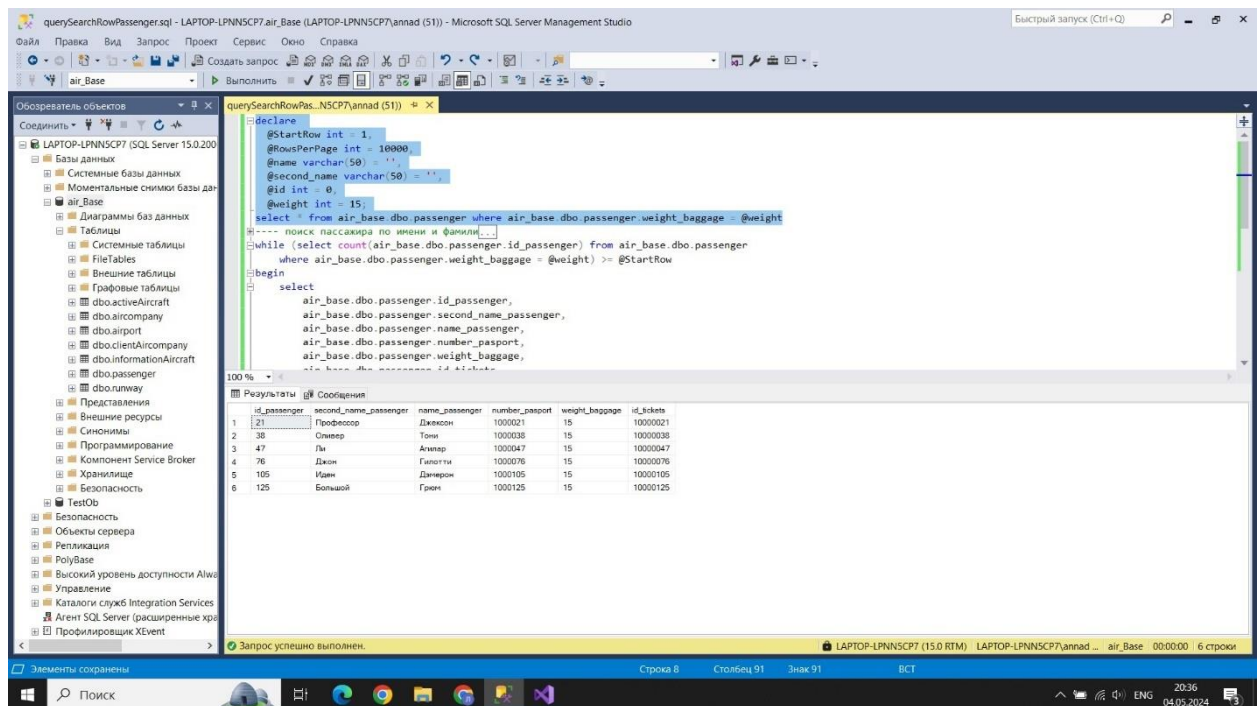 querySearchRowPassenger.sql - LAPTOP-LPNN5CP7.air_Base (LAPTOP-LPNN5CP7\annad (51)) - Microsoft SQL Server Management Studio
Быстрый запуск (Ctrl+Q)
Файл Правка Вид Запрос Проект Сервис Окно Справка
Создать запрос
air_Base
Выполнить
Обозреватель объектов
Соединить
LAPTOP-LPNN5CP7 (SQL Server 15.0.200
Базы данных
Системные базы данных
Моментальные снимки базы дан
air_Base
Диаграммы баз данных
Таблицы
Системные таблицы
FileTables
Внешние таблицы
Графовые таблицы
dbo.activeAircraft
dbo.aircompany
dbo.airport
dbo.clientAircompany
dbo.informationAircraft
dbo.passenger
dbo.runway
Представления
Внешние ресурсы
Синонимы
Программирование
Компонент Service Broker
Хранилище
Безопасность
TestOb
Безопасность
Объекты сервера
Репликация
PolyBase
Высокий уровень доступности Alwa
Управление
Каталоги служб Integration Services
Агент SQL Server (расширенные хра
Профилировщик XEvent
querySearchRowPas...N5CP7\annad (51))
declare
@StartRow int = 1,
@RowsPerPage int = 10000,
@name varchar(50) = '',
@second_name varchar(50) = '',
@id int = 0,
@weight int = 15;
select * from air_base.dbo.passenger where air_base.dbo.passenger.weight_baggage = @weight
---- поиск пассажира по имени и фамили...
while (select count(air_base.dbo.passenger.id_passenger) from air_base.dbo.passenger
where air_base.dbo.passenger.weight_baggage = @weight) >= @StartRow
begin
select
air_base.dbo.passenger.id_passenger,
air_base.dbo.passenger.second_name_passenger,
air_base.dbo.passenger.name_passenger,
air_base.dbo.passenger.number_pasport,
air_base.dbo.passenger.weight_baggage,
air_base.dbo.passenger.id_tickets
100 %
Результаты Сообщения
id_passenger second_name_passenger name_passenger number_pasport weight_baggage id_tickets
1 21 Профессор Джексон 1000021 15 10000021
2 38 Оливер Тони 1000038 15 10000038
3 47 Ли Агилар 1000047 15 10000047
4 76 Джон Гилотти 1000076 15 10000076
5 105 Иден Дэмерон 1000105 15 10000105
6 125 Большой Грюм 1000125 15 10000125
Запрос успешно выполнен.
LAPTOP-LPNN5CP7 (15.0 RTM) LAPTOP-LPNN5CP7\annad ... air_Base 00:00:00 6 строки
Элементы сохранены
Строка 8 Столбец 91 Знак 91 ВСТ
Поиск
ENG
20:36
04.05.2024
3